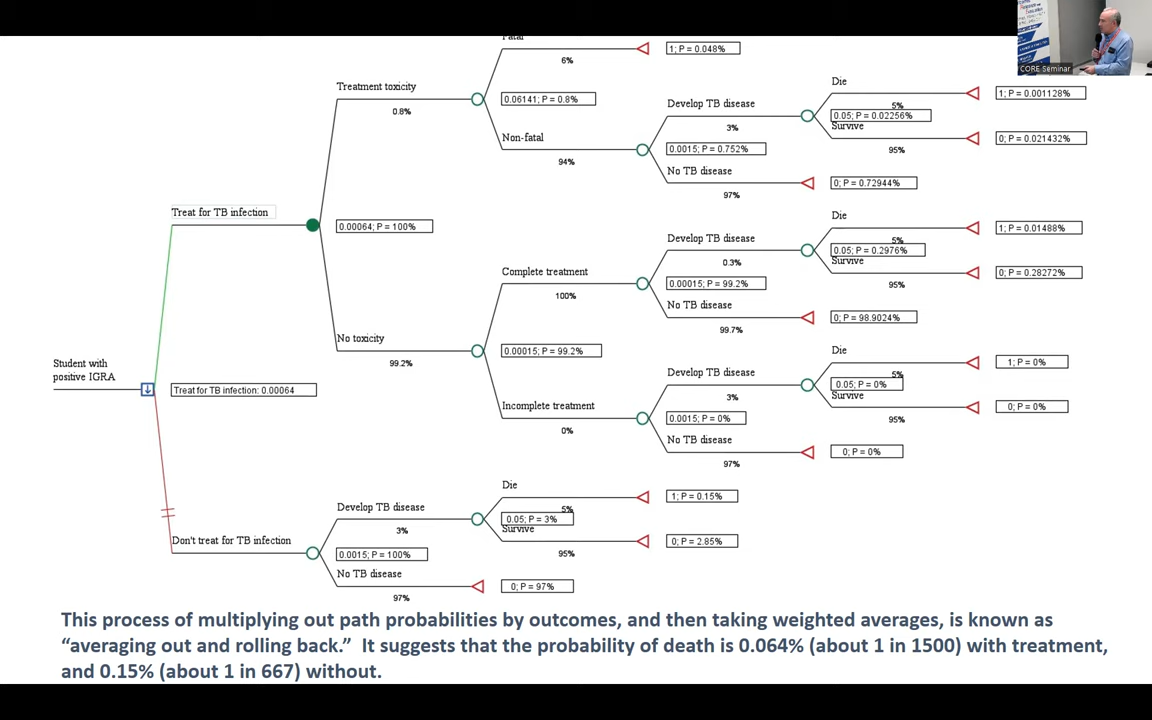 CORE Seminar
Fatal
6%
1; P = 0.048%
Treatment toxicity
0.8%
0.06141; P = 0.8%
Non-fatal
94%
Develop TB disease
3%
0.0015; P = 0.752%
No TB disease
97%
Die
5%
0.05; P = 0.02256%
Survive
95%
1; P = 0.001128%
0; P = 0.021432%
0; P = 0.72944%
Treat for TB infection
0.00064; P = 100%
Die
5%
0.05; P = 0.2976%
Survive
95%
1; P = 0.01488%
0; P = 0.28272%
Develop TB disease
0.3%
0.00015; P = 99.2%
No TB disease
99.7%
0; P = 98.9024%
Complete treatment
100%
No toxicity
99.2%
0.00015; P = 99.2%
Incomplete treatment
0%
Develop TB disease
3%
0.0015; P = 0%
No TB disease
97%
0; P = 0%
Die
5%
0.05; P = 0%
Survive
95%
1; P = 0%
0; P = 0%
Student with
positive IGRA
Treat for TB infection: 0.00064
Don't treat for TB infection
Develop TB disease
3%
0.0015; P = 100%
No TB disease
97%
0; P = 97%
Die
5%
0.05; P = 3%
Survive
95%
1; P = 0.15%
0; P = 2.85%
This process of multiplying out path probabilities by outcomes, and then taking weighted averages, is known as
“averaging out and rolling back.” It suggests that the probability of death is 0.064% (about 1 in 1500) with treatment,
and 0.15% (about 1 in 667) without.